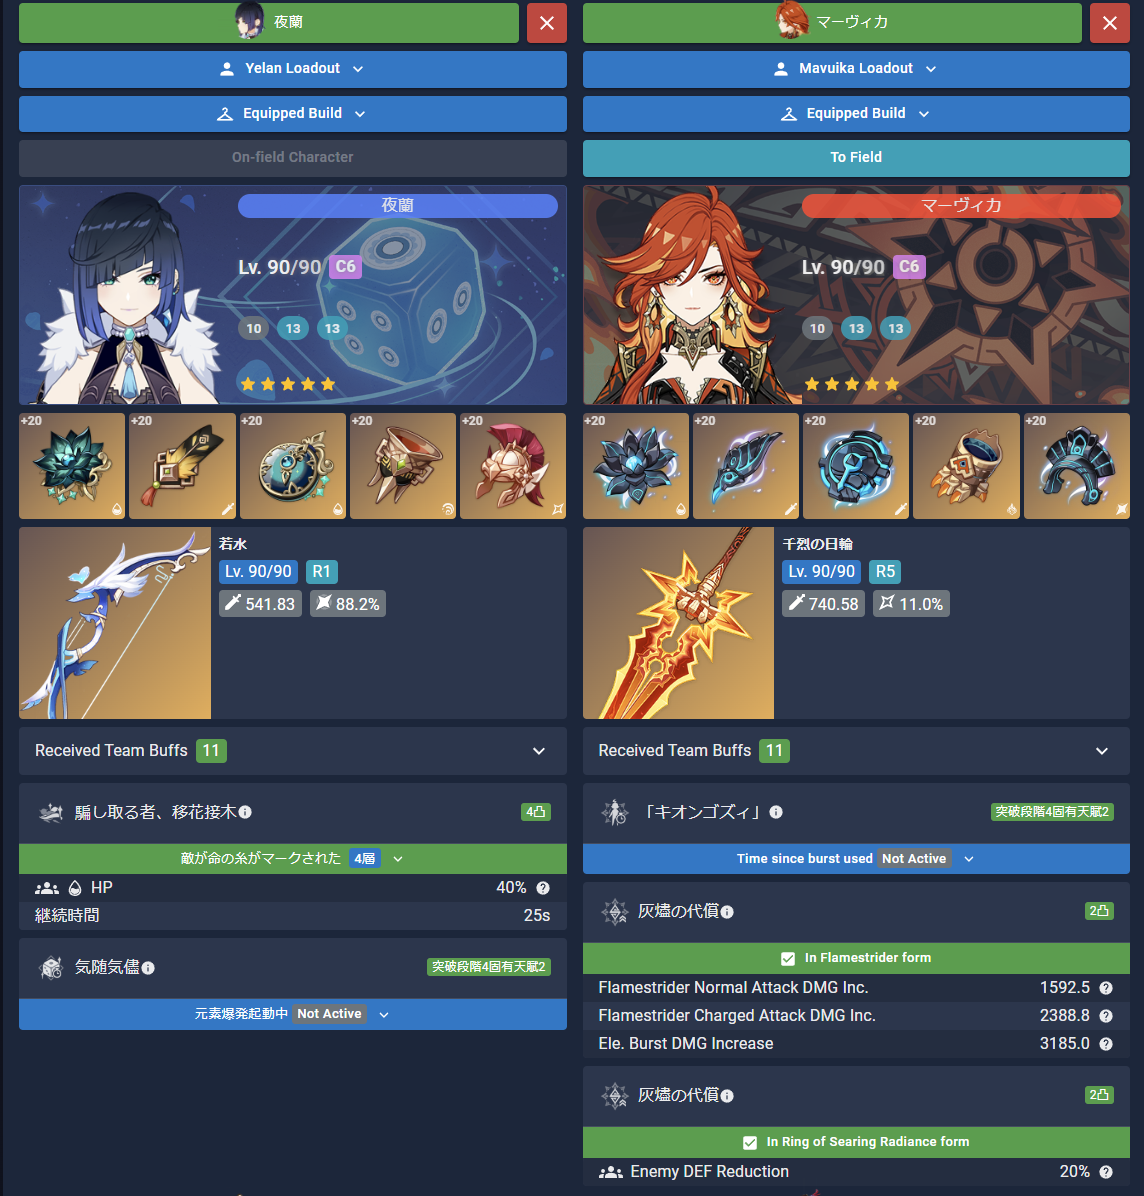 夜蘭
Yelan Loadout
Equipped Build
On-field Character
夜蘭
Lv. 90/90 C6
10 13 13
+20 +20 +20 +20 +20
若水
Lv. 90/90 R1
541.83 88.2%
Received Team Buffs 11
騙し取る者、移花接木 4凸
敵が命の糸がマークされた 4層
HP 40%
継続時間 25s
気随気儘 突破段階4固有天賦2
元素爆発起動中 Not Active
マーヴィカ
Mavuika Loadout
Equipped Build
To Field
マーヴィカ
Lv. 90/90 C6
10 13 13
+20 +20 +20 +20 +20
千烈の日輪
Lv. 90/90 R5
740.58 11.0%
Received Team Buffs 11
「キオンゴズィ」 突破段階4固有天賦2
Time since burst used Not Active
灰燼の代償 2凸
In Flamestrider form
Flamestrider Normal Attack DMG Inc. 1592.5
Flamestrider Charged Attack DMG Inc. 2388.8
Ele. Burst DMG Increase 3185.0
灰燼の代償 2凸
In Ring of Searing Radiance form
Enemy DEF Reduction 20%